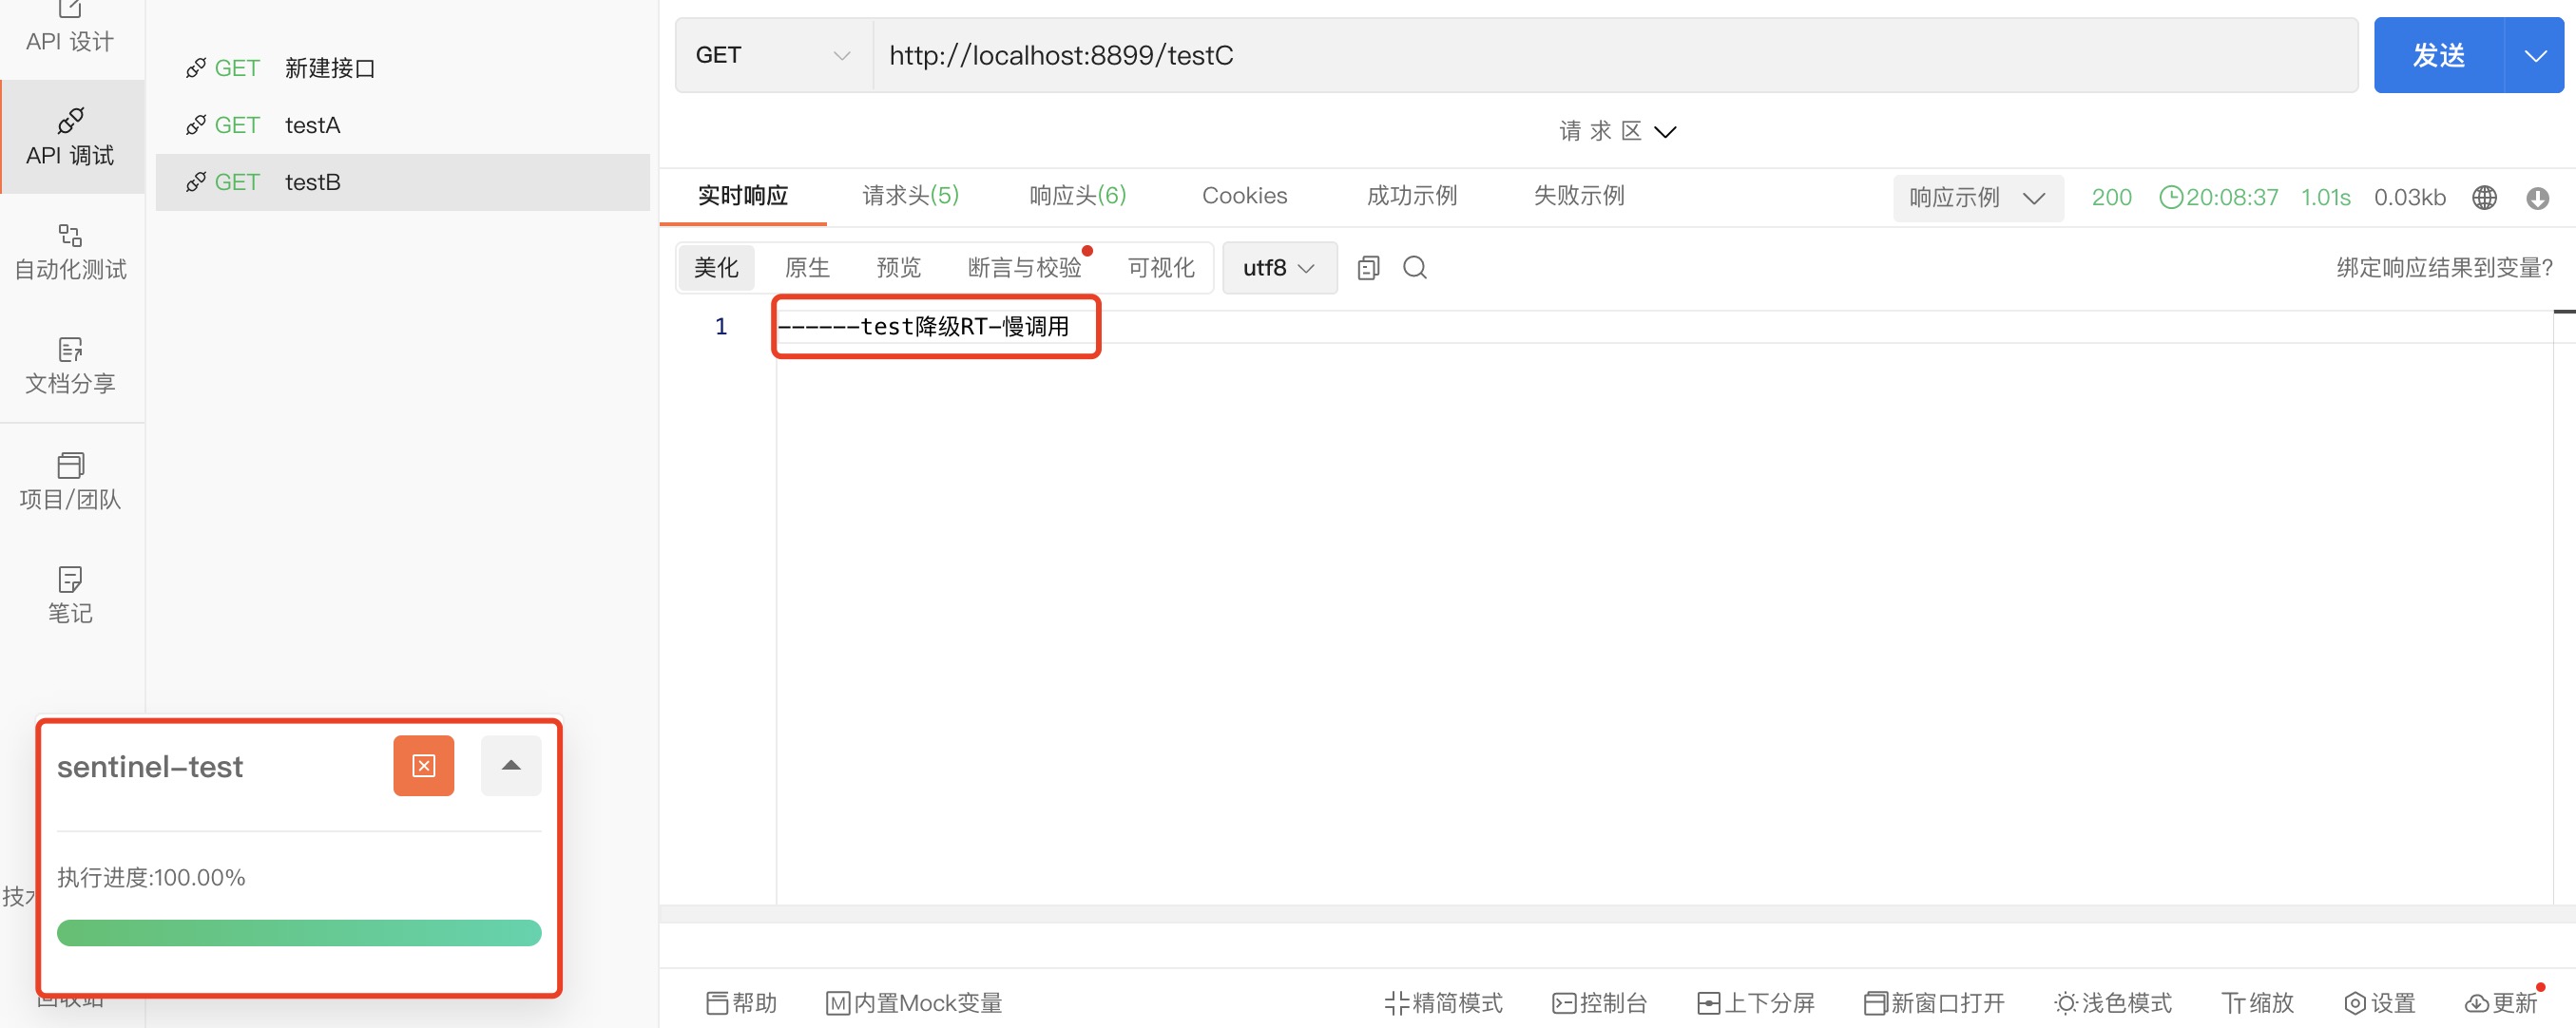 API 设计
API 调试
自动化测试
文档分享
项目/团队
笔记
GET 新建接口
GET testA
GET testB
GET http://localhost:8899/testC 发送
请 求 区
实时响应 请求头(5) 响应头(6) Cookies 成功示例 失败示例 响应示例 200 20:08:37 1.01s 0.03kb
美化 原生 预览 断言与校验 可视化 utf8 绑定响应结果到变量?
1 ------test降级RT-慢调用
sentinel-test
执行进度:100.00%
回收站
帮助 M 内置Mock变量 精简模式 控制台 上下分屏 新窗口打开 浅色模式 Tт缩放 设置 更新